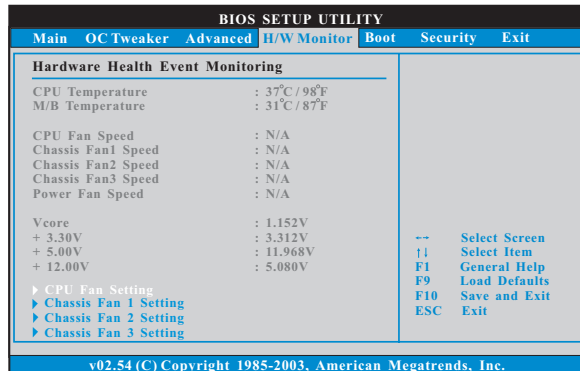 BIOS SETUP UTILITY
Main OC Tweaker Advanced H/W Monitor Boot Security Exit
Hardware Health Event Monitoring
CPU Temperature : 37°C / 98°F
M/B Temperature : 31°C / 87°F
CPU Fan Speed : N/A
Chassis Fan1 Speed : N/A
Chassis Fan2 Speed : N/A
Chassis Fan3 Speed : N/A
Power Fan Speed : N/A
Vcore : 1.152V
+ 3.30V : 3.312V
+ 5.00V : 11.968V
+ 12.00V : 5.080V
CPU Fan Setting
Chassis Fan 1 Setting
Chassis Fan 2 Setting
Chassis Fan 3 Setting
←→ Select Screen
↑↓ Select Item
F1 General Help
F9 Load Defaults
F10 Save and Exit
ESC Exit
v02.54 (C) Copyright 1985-2003, American Megatrends, Inc.